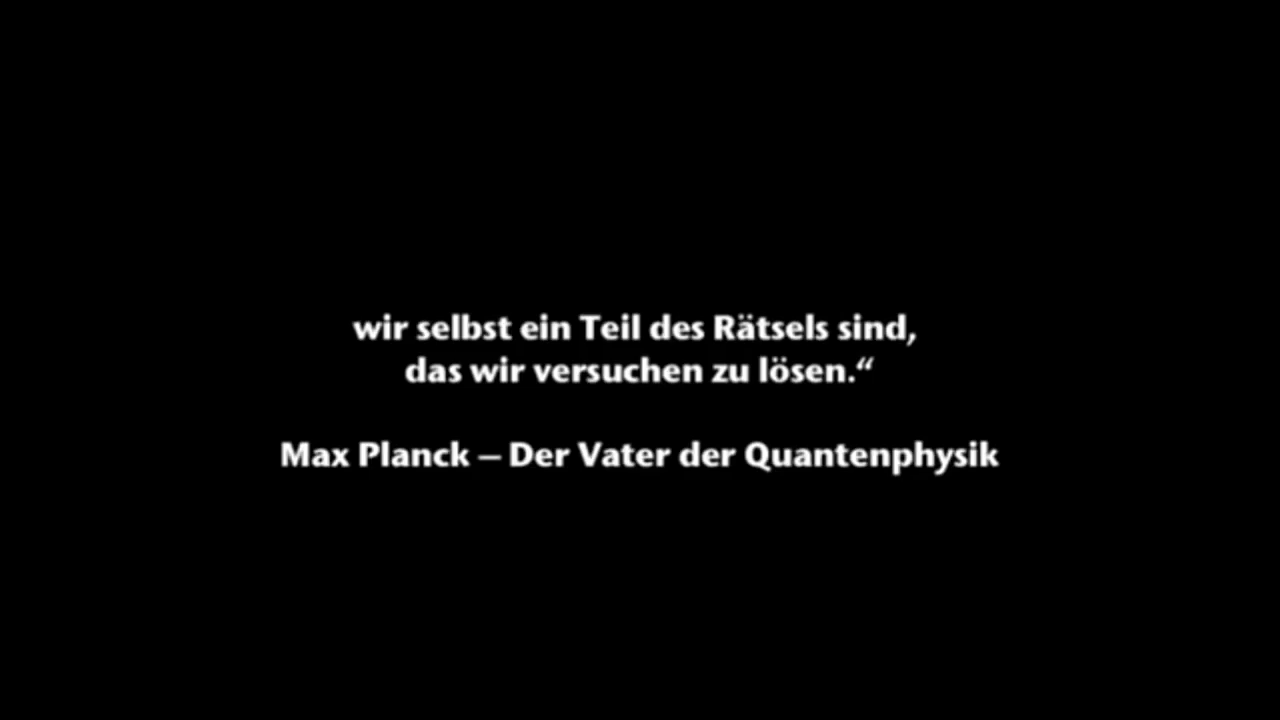 wir selbst ein Teil des Rätsels sind,
das wir versuchen zu lösen.“
Max Planck – Der Vater der Quantenphysik